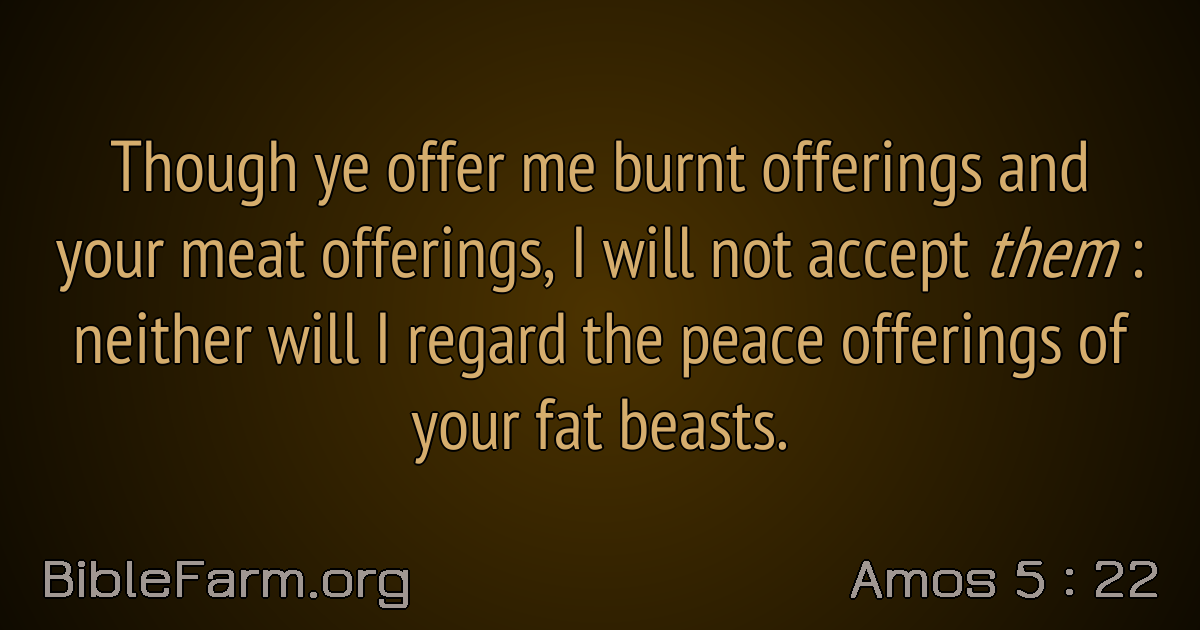 Though ye offer me burnt offerings and
your meat offerings, I will not accept them :
neither will I regard the peace offerings of
your fat beasts.
BibleFarm.org
Amos 5 : 22